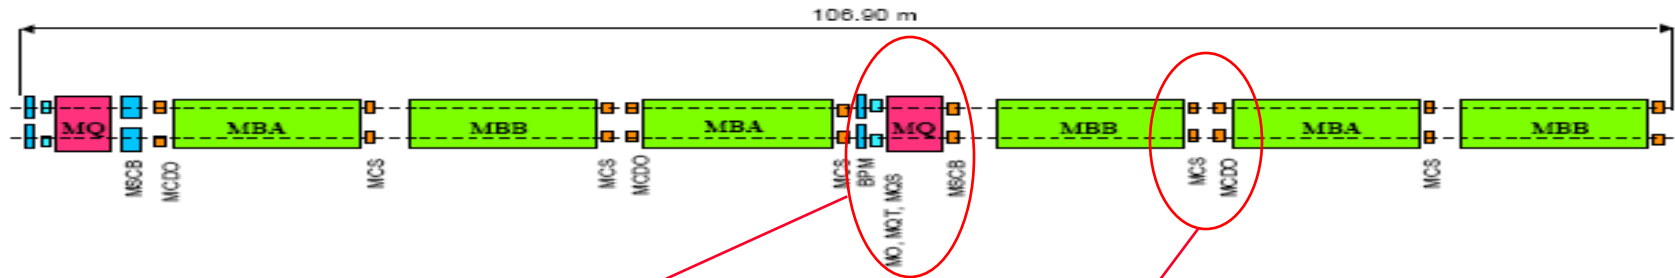 106.90 m
MQ MBA MBB MBA MQ MBB MBA MBB
MSCB
MCDO
MCS
MCS
MCDO
MCS
BPM
MO, MQT, MQS
MSCB
MCS
MCDO
MCS